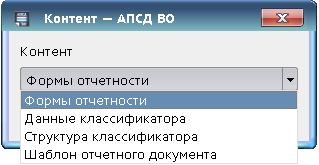 Контент — АПСД ВО
Контент
Формы отчетности
Формы отчетности
Данные классификатора
Структура классификатора
Шаблон отчетного документа